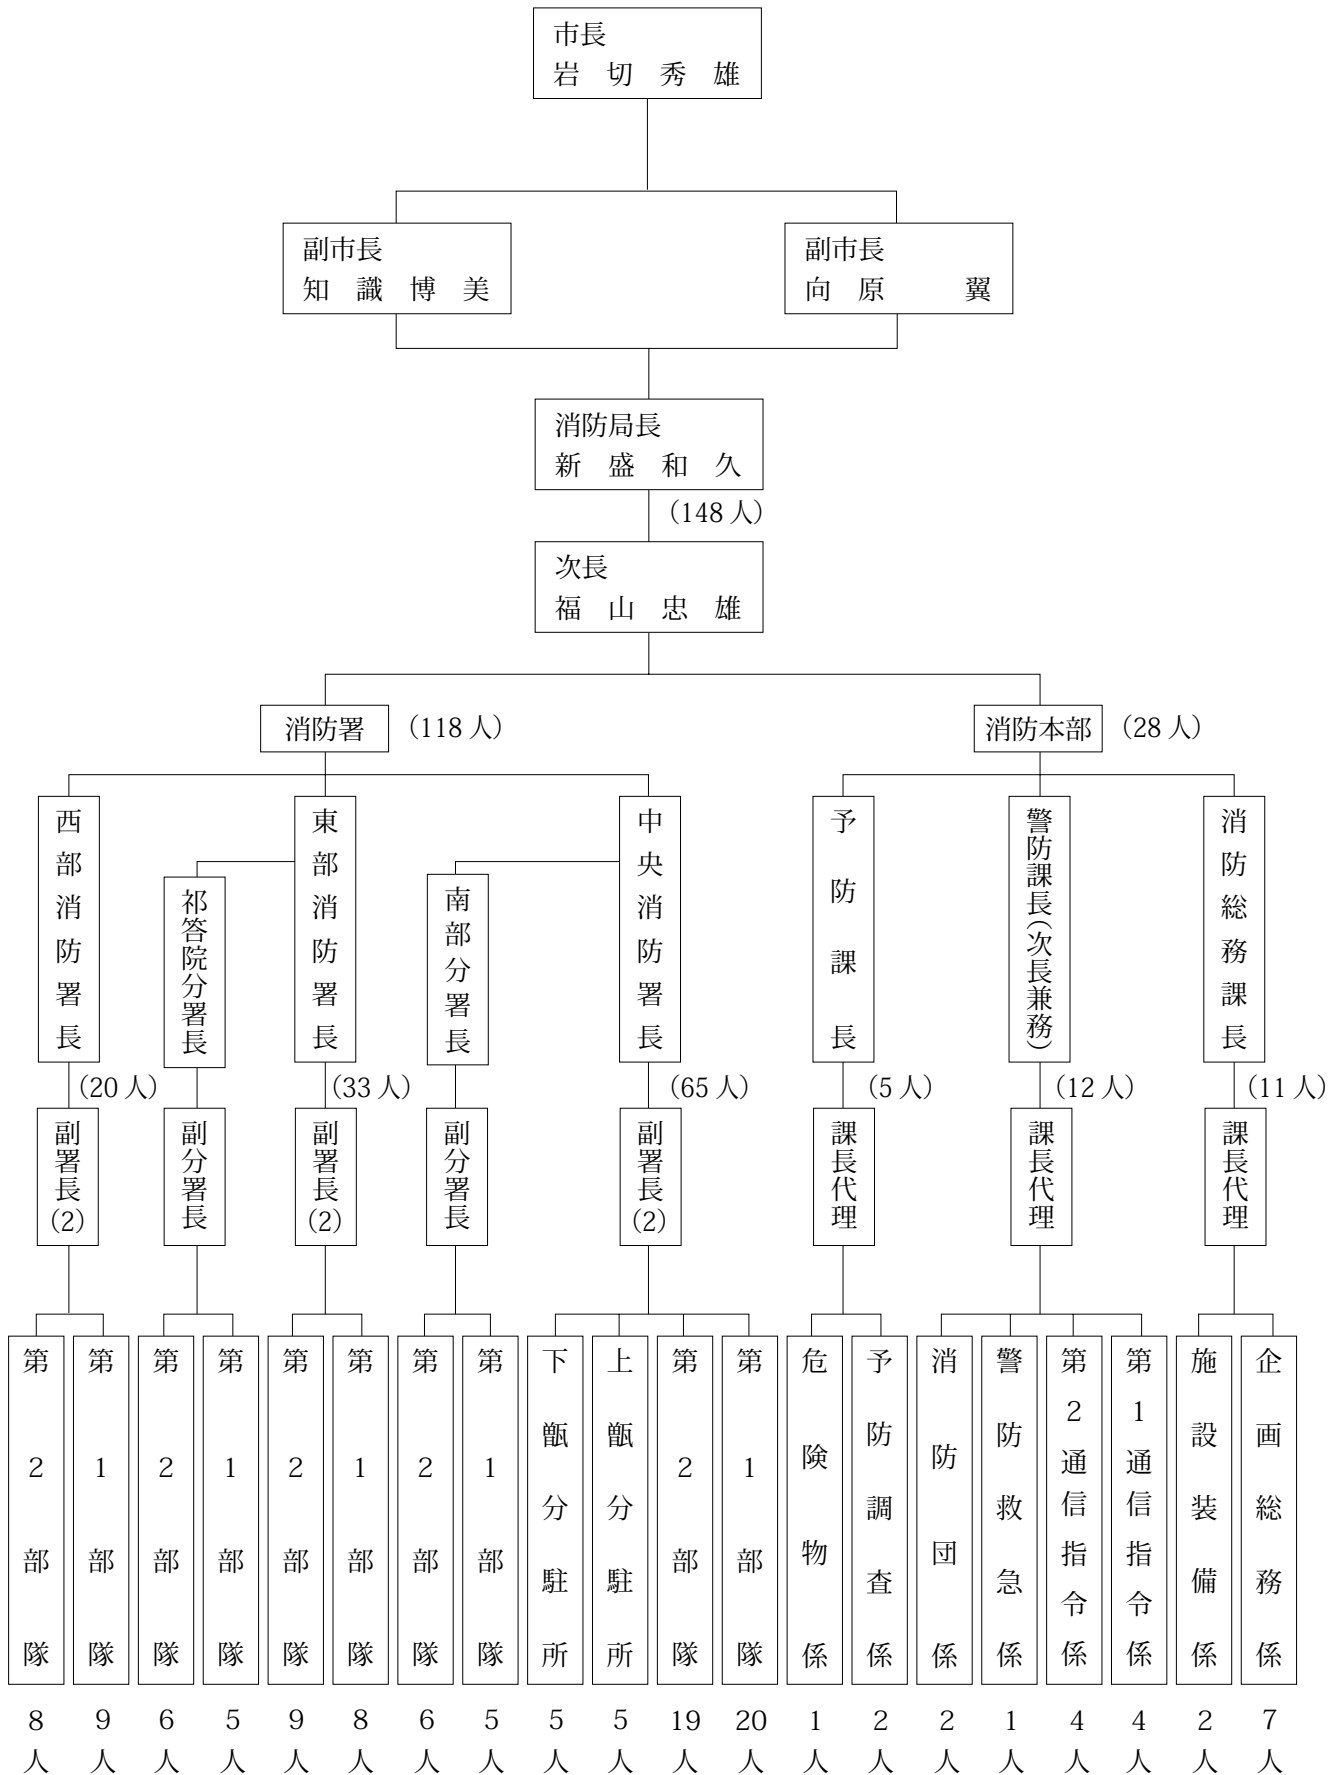 市長
岩切秀雄
副市長
知識博美
副市長
向原　翼
消防局長
新盛和久
（148人）
次長
福山忠雄
消防署
（118人）
消防本部
（28人）
西部消防署長
祁答院分署長
東部消防署長
南部分署長
中央消防署長
予防課長
警防課長（次長兼務）
消防総務課長
（20人）
（33人）
（65人）
（5人）
（12人）
（11人）
副署長（2）
副分署長
副署長（2）
副分署長
副署長（2）
課長代理
課長代理
課長代理
第2部隊
第1部隊
第2部隊
第1部隊
第2部隊
第1部隊
第2部隊
第1部隊
下甑分駐所
上甑分駐所
第2部隊
第1部隊
危険物係
予防調査係
消防団係
警防救急係
第2通信指令係
第1通信指令係
施設装備係
企画総務係
8人
9人
6人
5人
9人
8人
6人
5人
5人
5人
19人
20人
1人
2人
2人
1人
4人
4人
2人
7人